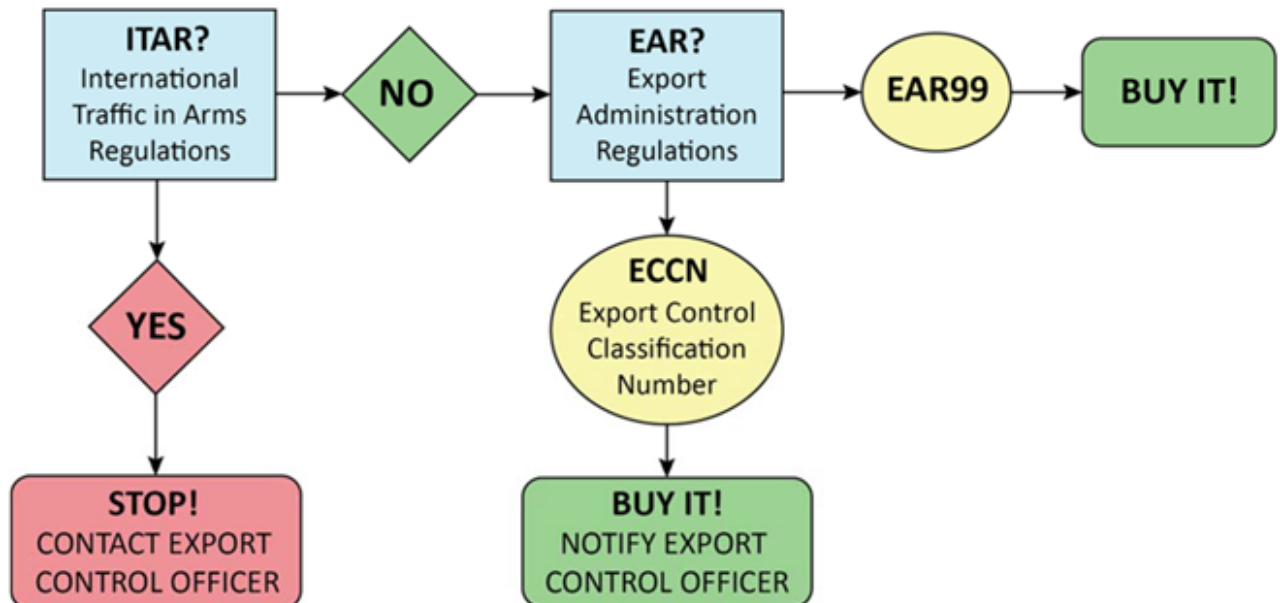 ITAR?
International
Traffic in Arms
Regulations
NO
EAR?
Export
Administration
Regulations
EAR99
BUY IT!
YES
ECCN
Export Control
Classification
Number
STOP!
CONTACT EXPORT
CONTROL OFFICER
BUY IT!
NOTIFY EXPORT
CONTROL OFFICER